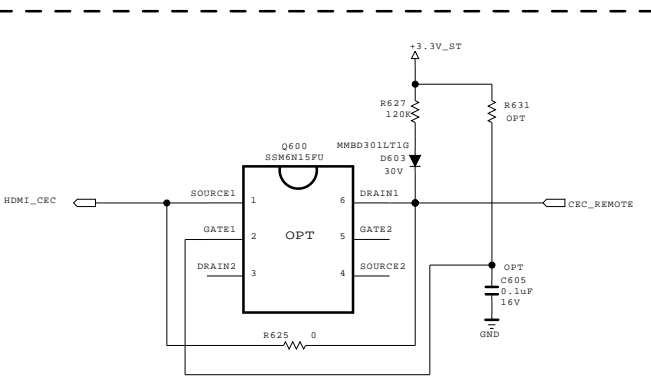 +3.3V_ST
R627
120K
R631
OPT
Q600
SSM6N15FU
MMBD301LT1G
D603
30V
HDMI_CEC
SOURCE1
1
6
DRAIN1
CEC_REMOTE
GATE1
2
OPT
5
GATE2
DRAIN2
3
4
SOURCE2
OPT
C605
0.1uF
16V
GND
R625 0